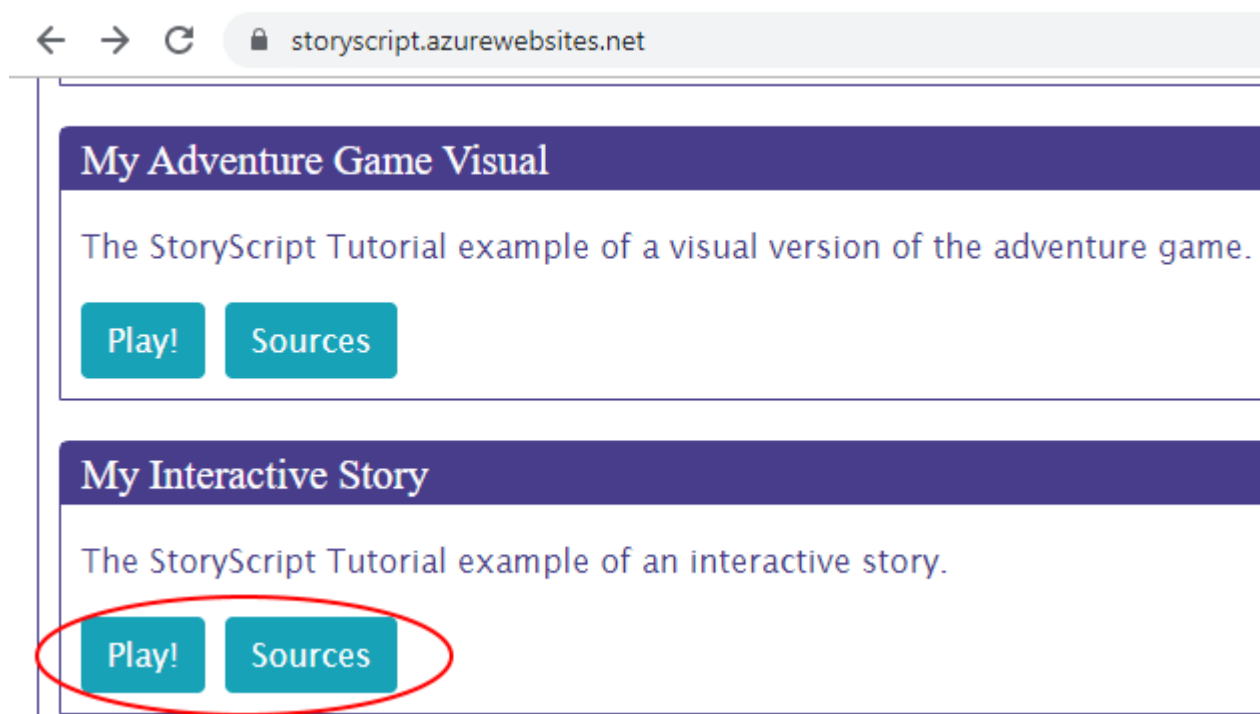 storyscript.azurewebsites.net
My Adventure Game Visual
The StoryScript Tutorial example of a visual version of the adventure game.
Play! Sources
My Interactive Story
The StoryScript Tutorial example of an interactive story.
Play! Sources